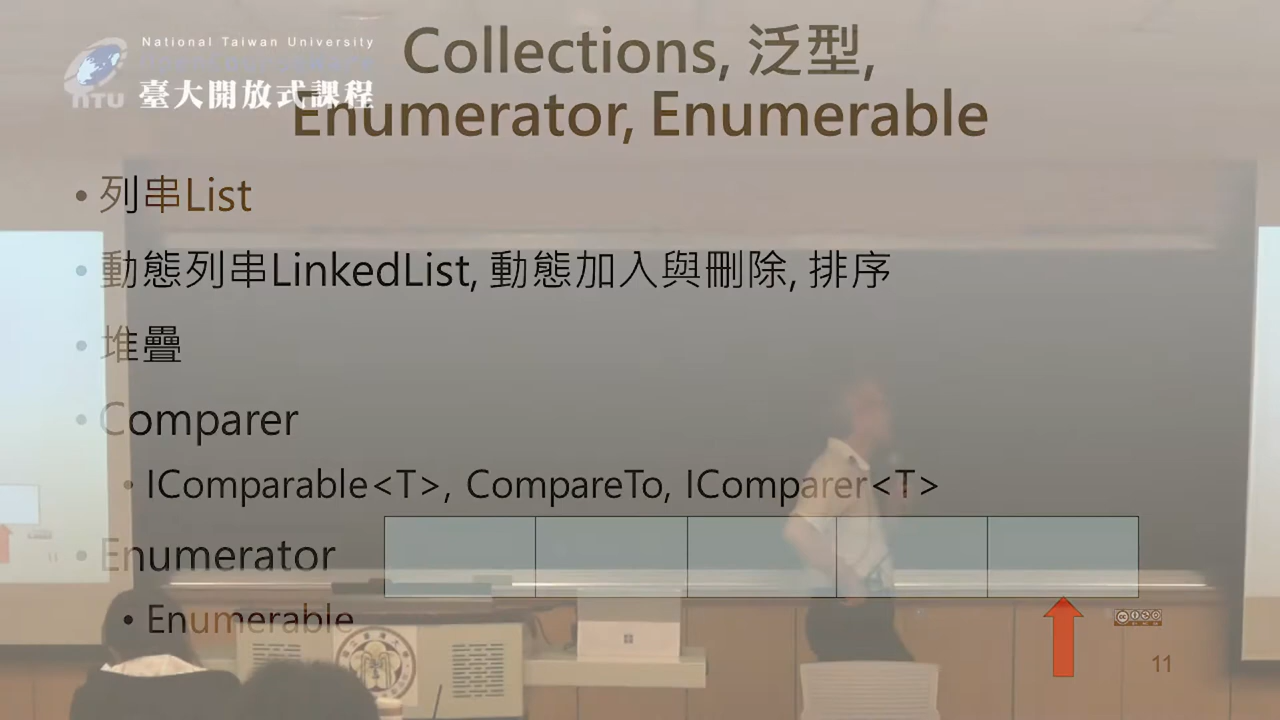 National Taiwan University
臺大開放式課程
NTU
Collections, 泛型,
Enumerator, Enumerable
• 列串List
• 動態列串LinkedList, 動態加入與刪除, 排序
• 堆疊
• Comparer
• IComparable<T>, CompareTo, IComparer<T>
• Enumerator
• Enumerable
11